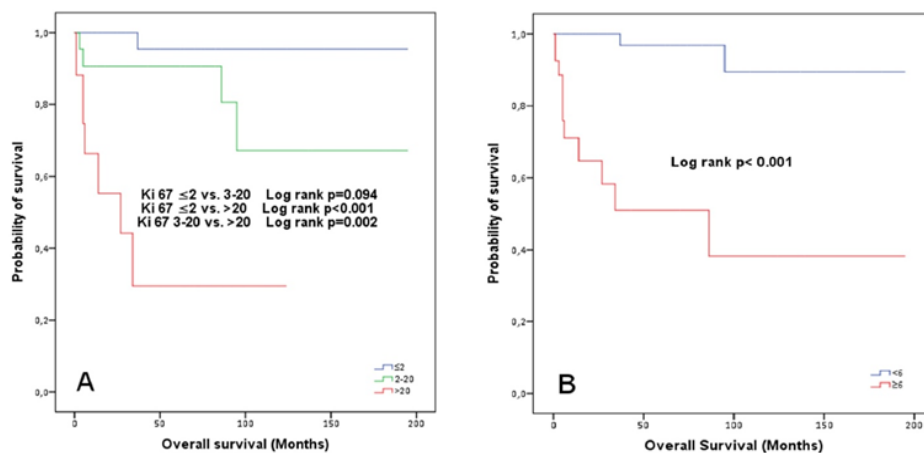 1,0
0,8
0,6
0,4
0,2
0,0
Probability of survival
Ki 67 ≤2 vs. 3-20 Log rank p=0.094
Ki 67 ≤2 vs. >20 Log rank p<0.001
Ki 67 3-20 vs. >20 Log rank p=0.002
A
≤2
2-20
>20
0
50
100
150
200
Overall survival (Months)
1,0
0,8
0,6
0,4
0,2
0,0
Probability of survival
Log rank p< 0.001
B
<6
≥6
0
50
100
150
200
Overall Survival (Months)